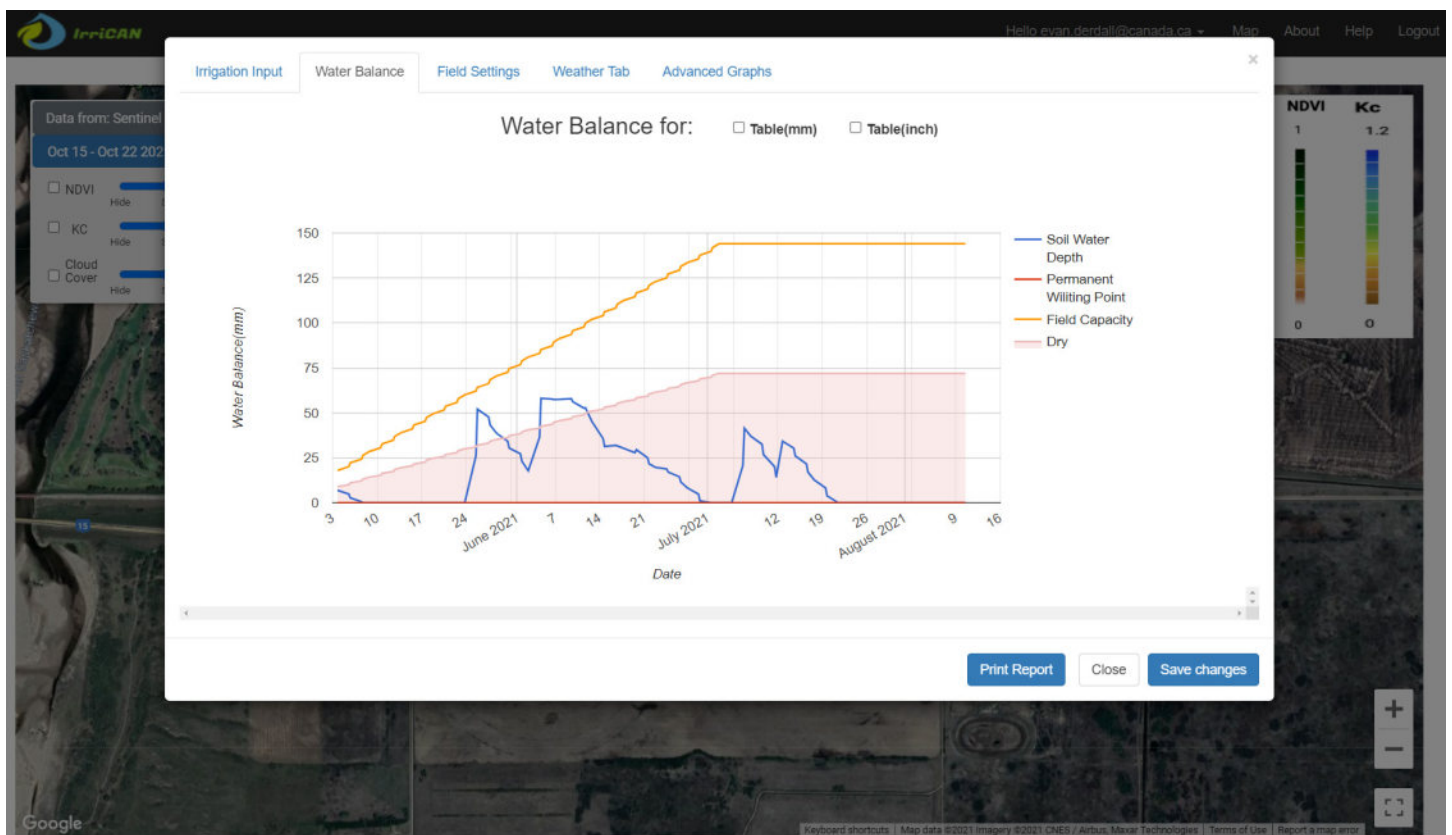 IrriCAN
Hello evan.derdall@canada.ca
Map
About
Help
Logout
Irrigation Input
Water Balance
Field Settings
Weather Tab
Advanced Graphs
×
Data from: Sentinel
Oct 15 - Oct 22 202
NDVI
Hide
KC
Hide
Cloud
Cover
Hide
Water Balance for:
Table(mm)
Table(inch)
150
125
100
75
50
25
0
Water Balance(mm)
3
10
17
24
June 2021
7
14
21
July 2021
12
19
26
August 2021
9
16
Date
Soil Water
Depth
Permanent
Wiliting Point
Field Capacity
Dry
NDVI
Kc
1
1.2
0
0
Print Report
Close
Save changes
15
+
−
Google
Keyboard shortcuts
Map data ©2021 Imagery ©2021 CNES / Airbus, Maxar Technologies
Terms of Use
Report a map error